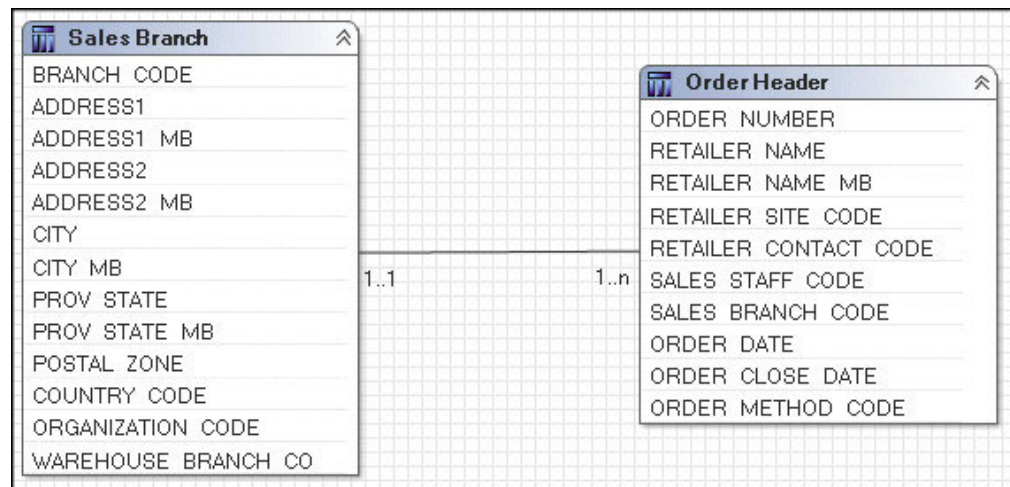 Sales Branch
BRANCH CODE
ADDRESS1
ADDRESS1 MB
ADDRESS2
ADDRESS2 MB
CITY
CITY MB
PROV STATE
PROV STATE MB
POSTAL ZONE
COUNTRY CODE
ORGANIZATION CODE
WAREHOUSE BRANCH CO
1..1
1..n
Order Header
ORDER NUMBER
RETAILER NAME
RETAILER NAME MB
RETAILER SITE CODE
RETAILER CONTACT CODE
SALES STAFF CODE
SALES BRANCH CODE
ORDER DATE
ORDER CLOSE DATE
ORDER METHOD CODE